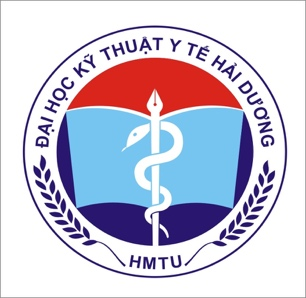 ĐẠI HỌC KỸ THUẬT Y TẾ HẢI DƯƠNG
HMTU